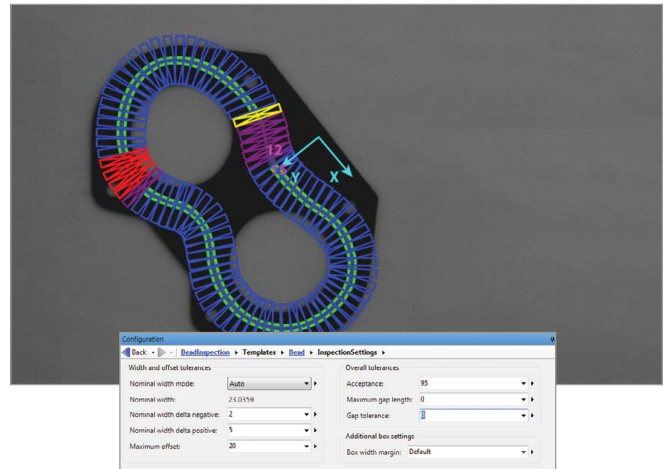 12
Y
X
Configuration
Back BeadInspection Templates Bead InspectionSettings
Width and offset tolerances
Nominal width mode: Auto
Nominal width: 23.0359
Nominal width delta negative: 2
Nominal width delta positive: 5
Maximum offset: 20
Overall tolerances
Acceptance: 95
Maximum gap length: 0
Gap tolerance: 0
Additional box settings
Box width margin: Default